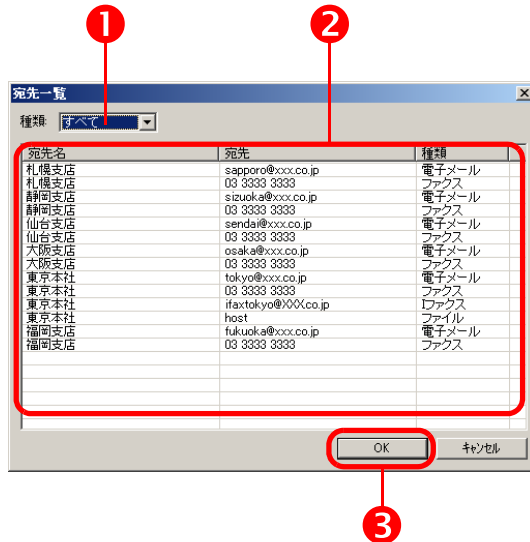 1 2
宛先一覧
種類: すべて
宛先名 宛先 種類
札幌支店 sapporo@xxx.co.jp 電子メール
札幌支店 03 3333 3333 ファクス
静岡支店 sizuoka@xxx.co.jp 電子メール
静岡支店 03 3333 3333 ファクス
仙台支店 sendai@xxx.co.jp 電子メール
仙台支店 03 3333 3333 ファクス
大阪支店 osaka@xxx.co.jp 電子メール
大阪支店 03 3333 3333 ファクス
東京本社 tokyo@xxx.co.jp 電子メール
東京本社 03 3333 3333 ファクス
東京本社 ifaxtokyo@XXX.co.jp Iファクス
東京本社 host ファイル
福岡支店 fukuoka@xxx.co.jp 電子メール
福岡支店 03 3333 3333 ファクス
OK キャンセル
3